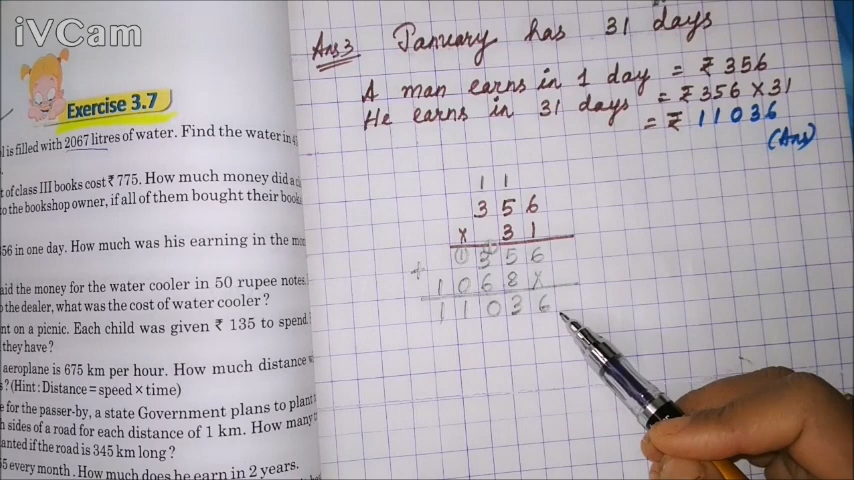 iVCam
Exercise 3.7
l is filled with 2067 litres of water. Find the water in
t of class III books cost ₹ 775. How much money did a
to the bookshop owner, if all of them bought their books
56 in one day. How much was his earning in the
aid the money for the water cooler in 50 rupee notes.
o the dealer, what was the cost of water cooler?
nt on a picnic. Each child was given ₹ 135 to spend.
they have?
aeroplane is 675 km per hour. How much distance
s? (Hint: Distance = speed × time)
e for the passer-by, a state Government plans to plant
h sides of a road for each distance of 1 km. How many
anted if the road is 345 km long?
5 every month. How much does he earn in 2 years.
Ans 3 January has 31 days
A man earns in 1 day = ₹ 356
He earns in 31 days = ₹ 356 × 31
= ₹ 11036
(Ans)
1 1
3 5 6
× 3 1
3 5 6
+ 1 0 6 8 ×
1 1 0 3 6